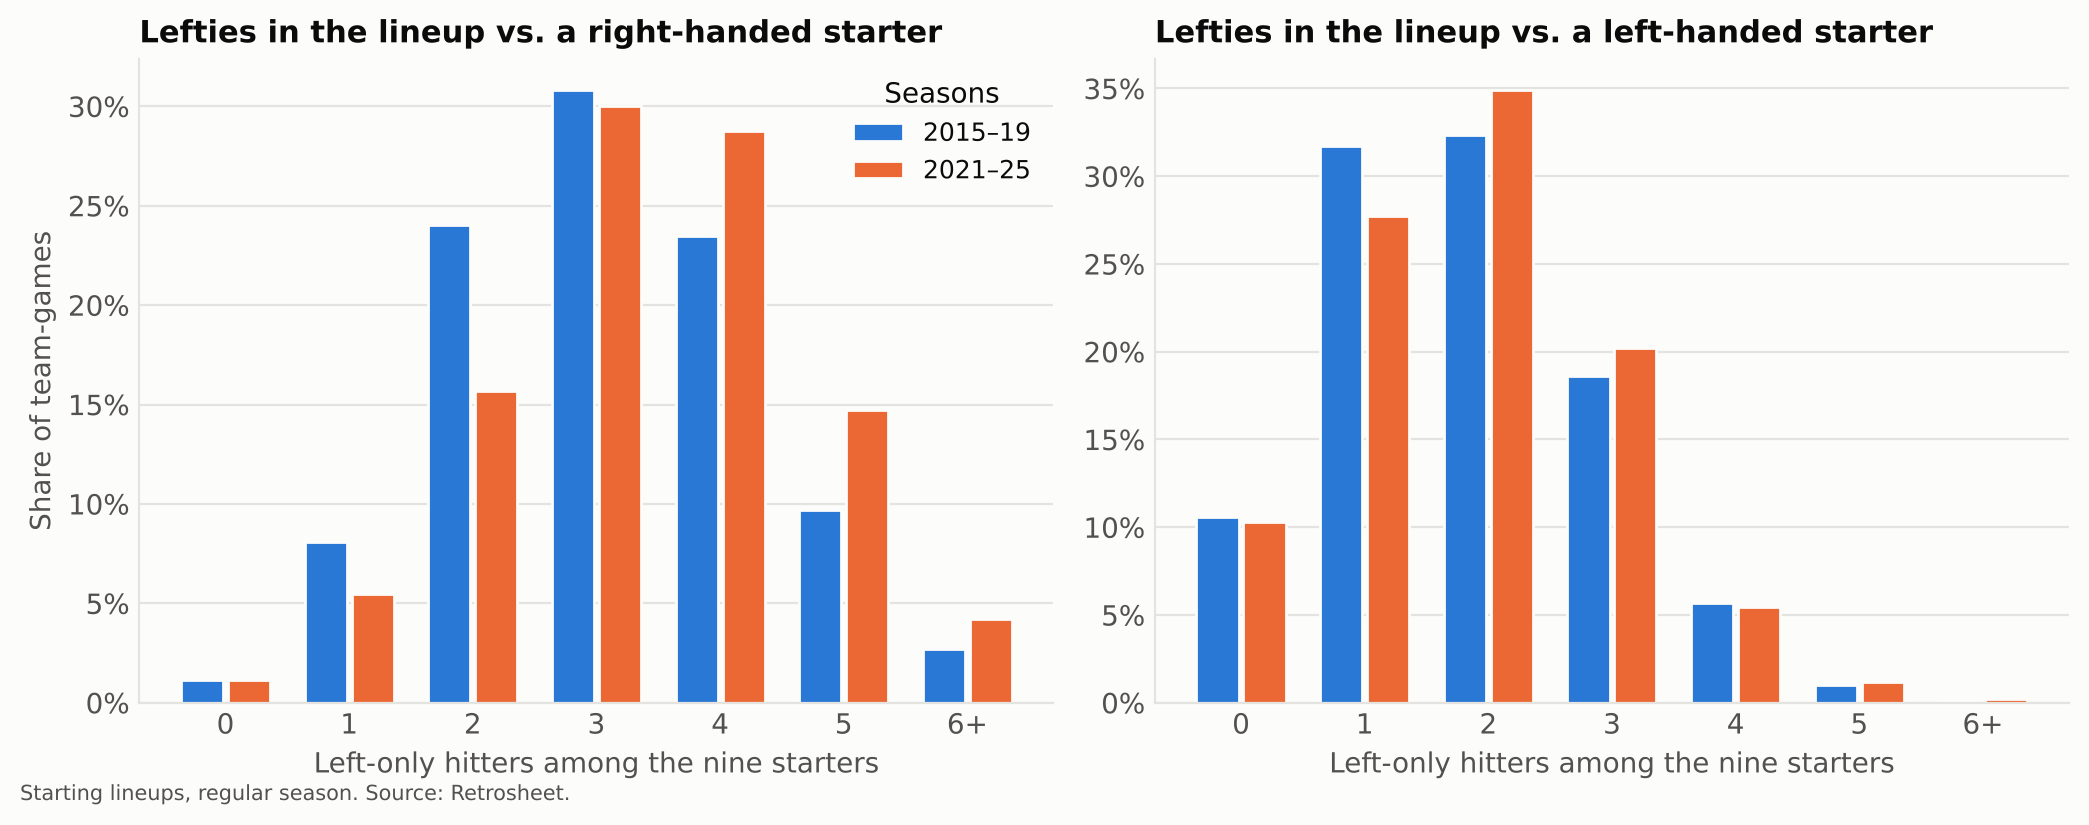 Lefties in the lineup vs. a right-handed starter
Share of team-games
30%
25%
20%
15%
10%
5%
0%
Seasons
2015–19
2021–25
0 1 2 3 4 5 6+
Left-only hitters among the nine starters
Lefties in the lineup vs. a left-handed starter
35%
30%
25%
20%
15%
10%
5%
0%
0 1 2 3 4 5 6+
Left-only hitters among the nine starters
Starting lineups, regular season. Source: Retrosheet.